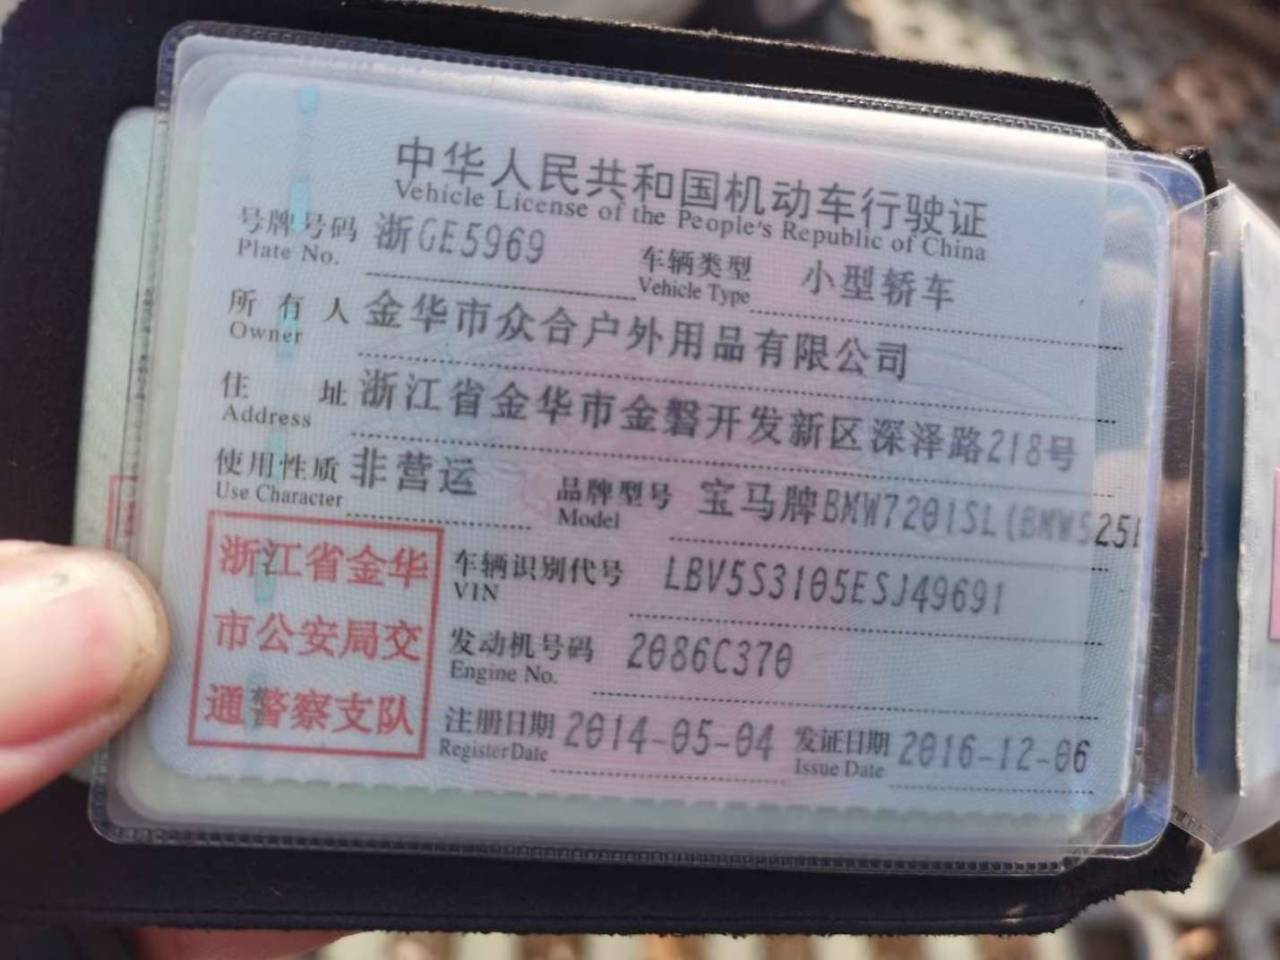 中华人民共和国机动车行驶证
Vehicle License of the People's Republic of China
号牌号码 浙GE5969 车辆类型 小型轿车
Plate No. Vehicle Type
所有人 金华市众合户外用品有限公司
Owner
住址 浙江省金华市金磐开发新区深泽路218号
Address
使用性质 非营运 品牌型号 宝马牌BMW7201SL(BMW525
Use Character Model
浙江省金华
市公安局交
通警察支队
车辆识别代号 LBV5S3105ESJ49691
VIN
发动机号码 2086C370
Engine No.
注册日期 2014-05-04 发证日期 2016-12-06
Register Date Issue Date